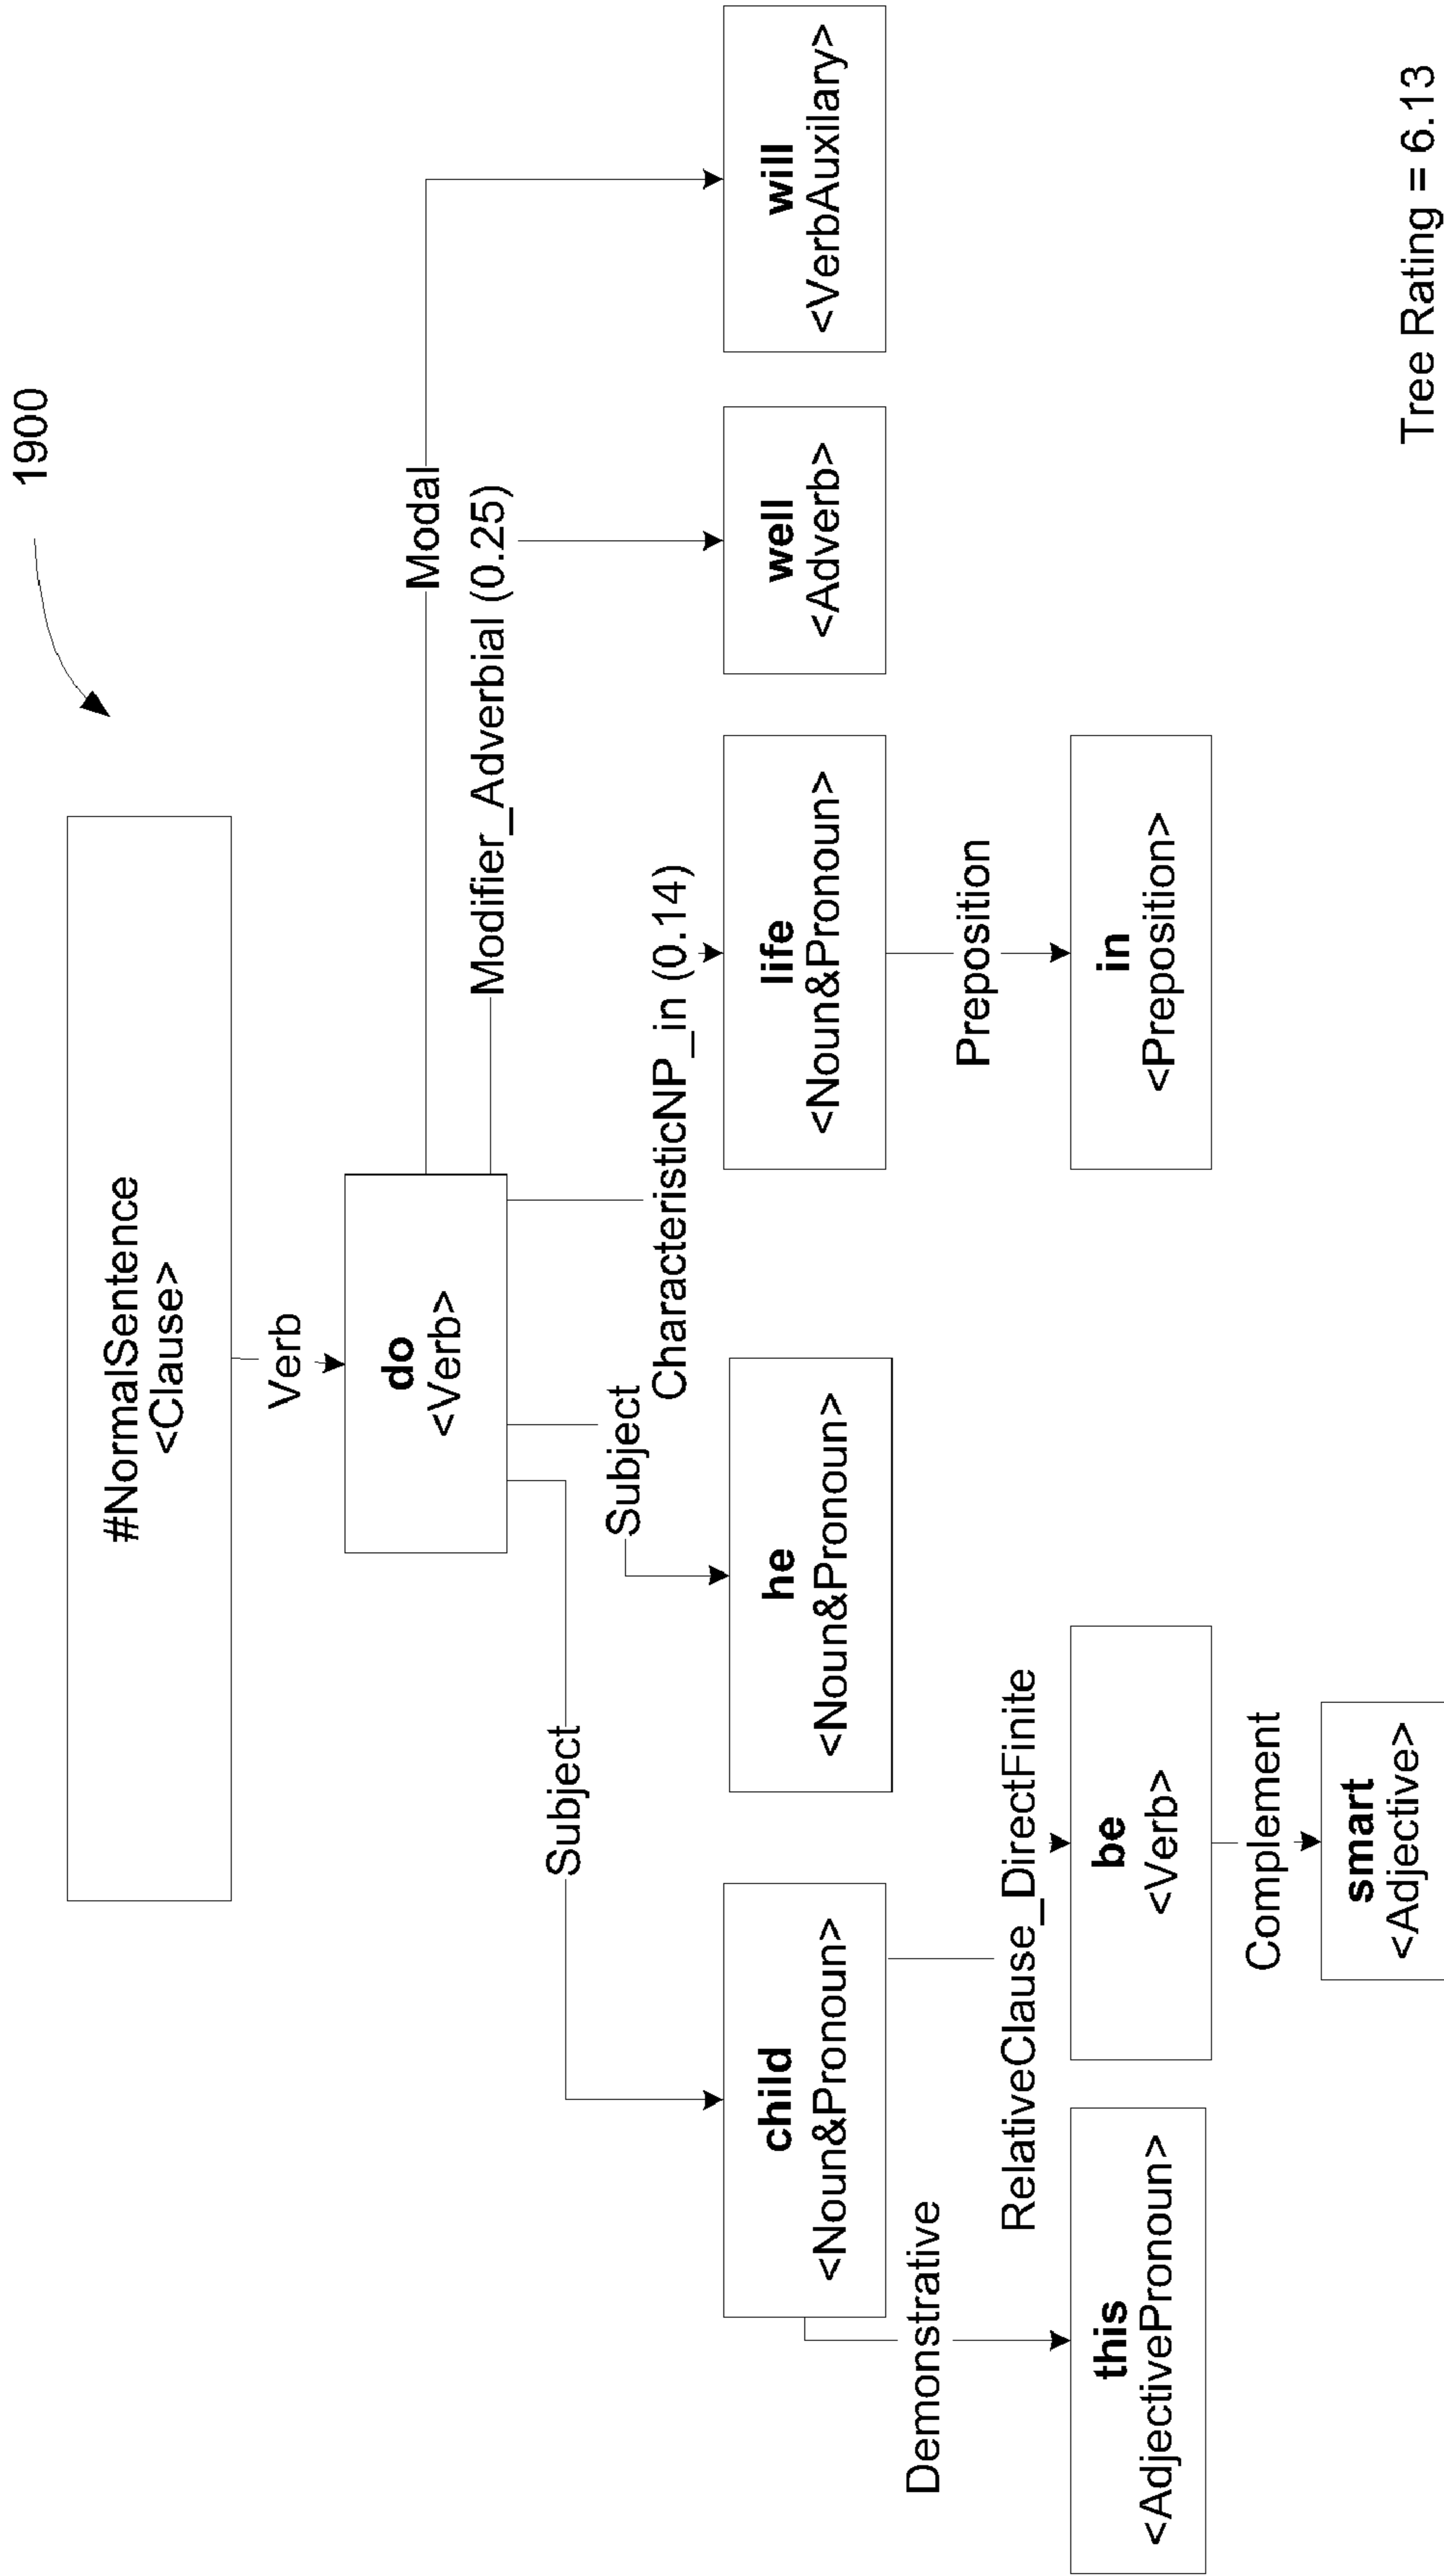 1900
#NormalSentence
<Clause>
Verb
do
<Verb>
Modal
Modifier_Adverbial (0.25)
Subject
Subject
CharacteristicNP_in (0.14)
child
<Noun&Pronoun>
he
<Noun&Pronoun>
life
<Noun&Pronoun>
well
<Adverb>
will
<VerbAuxilary>
Demonstrative
RelativeClause_DirectFinite
Preposition
this
<AdjectivePronoun>
be
<Verb>
in
<Preposition>
Complement
smart
<Adjective>
Tree Rating = 6.13